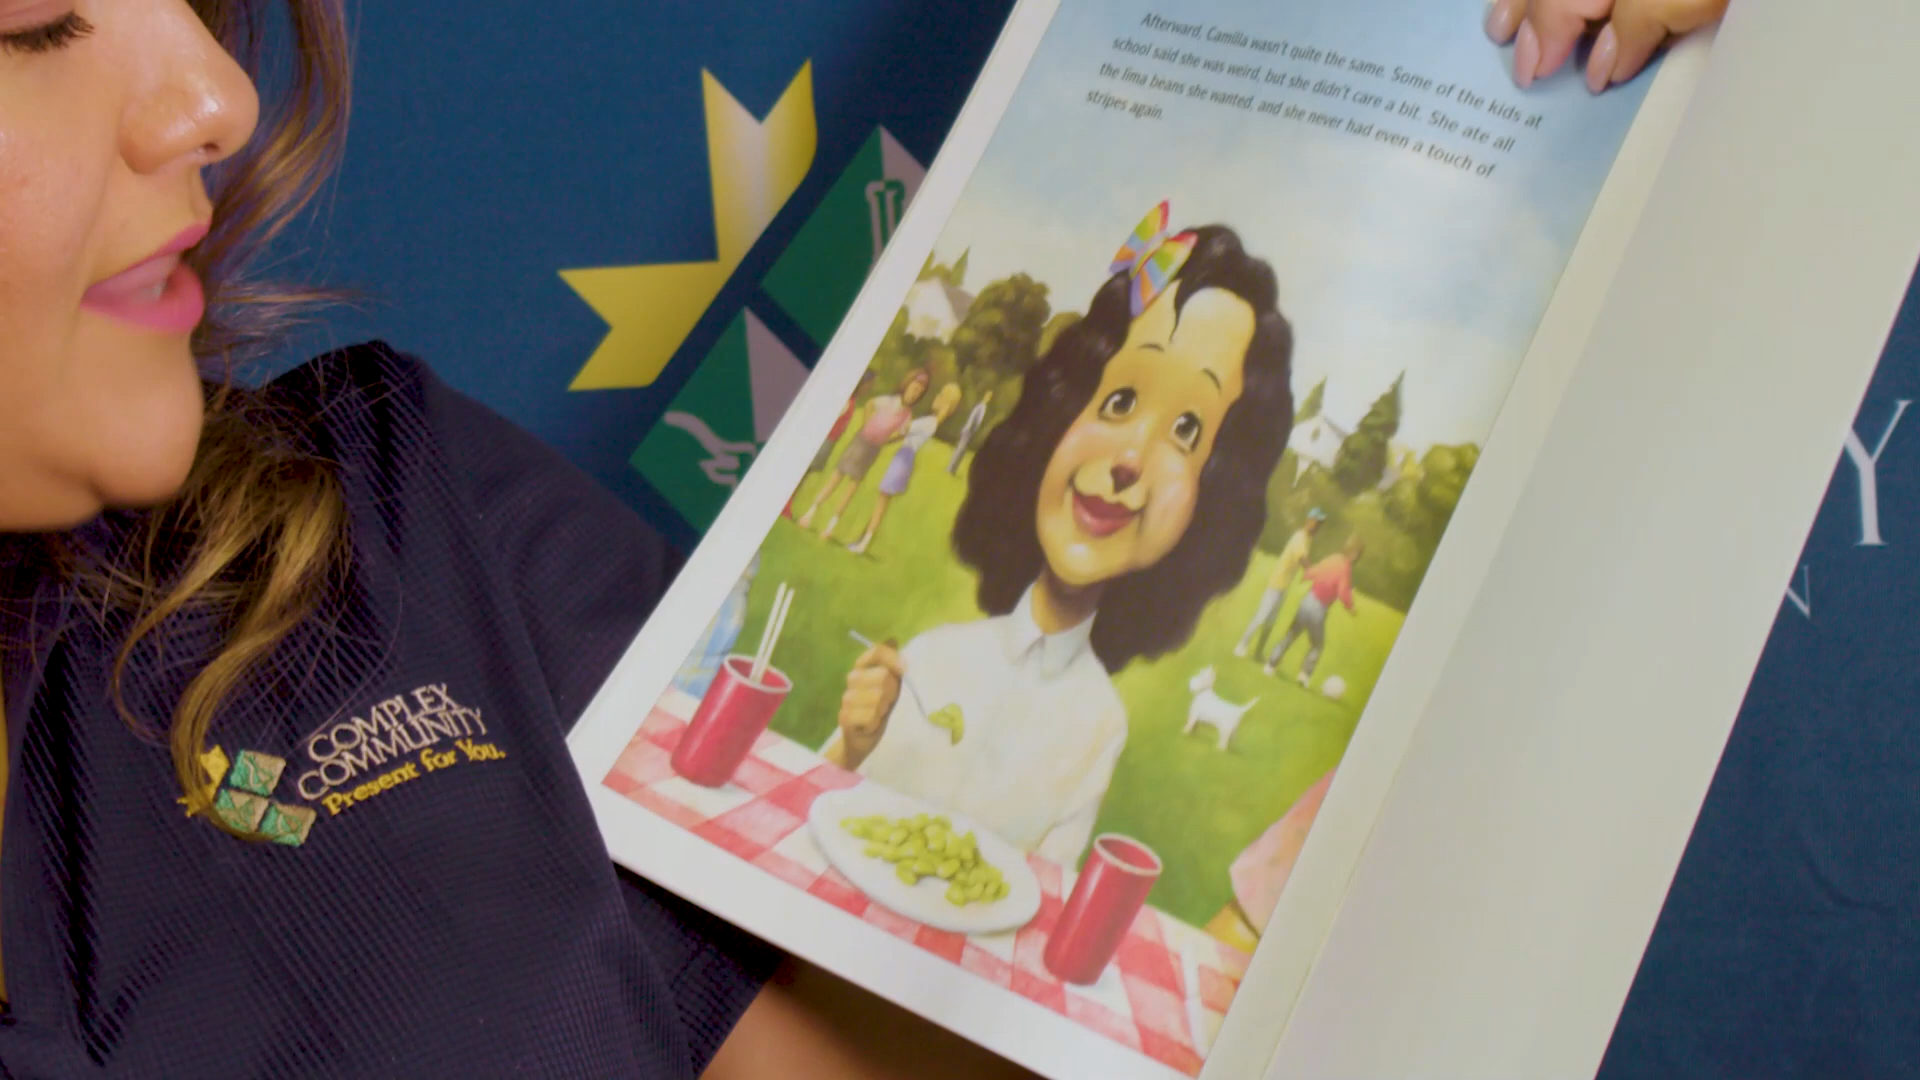 Afterward, Camilla wasn't quite the same. Some of the kids at
school said she was weird, but she didn't care a bit. She ate all
the lima beans she wanted, and she never had even a touch of
stripes again.
COMPLEX
COMMUNITY
Present for You.
Y
N